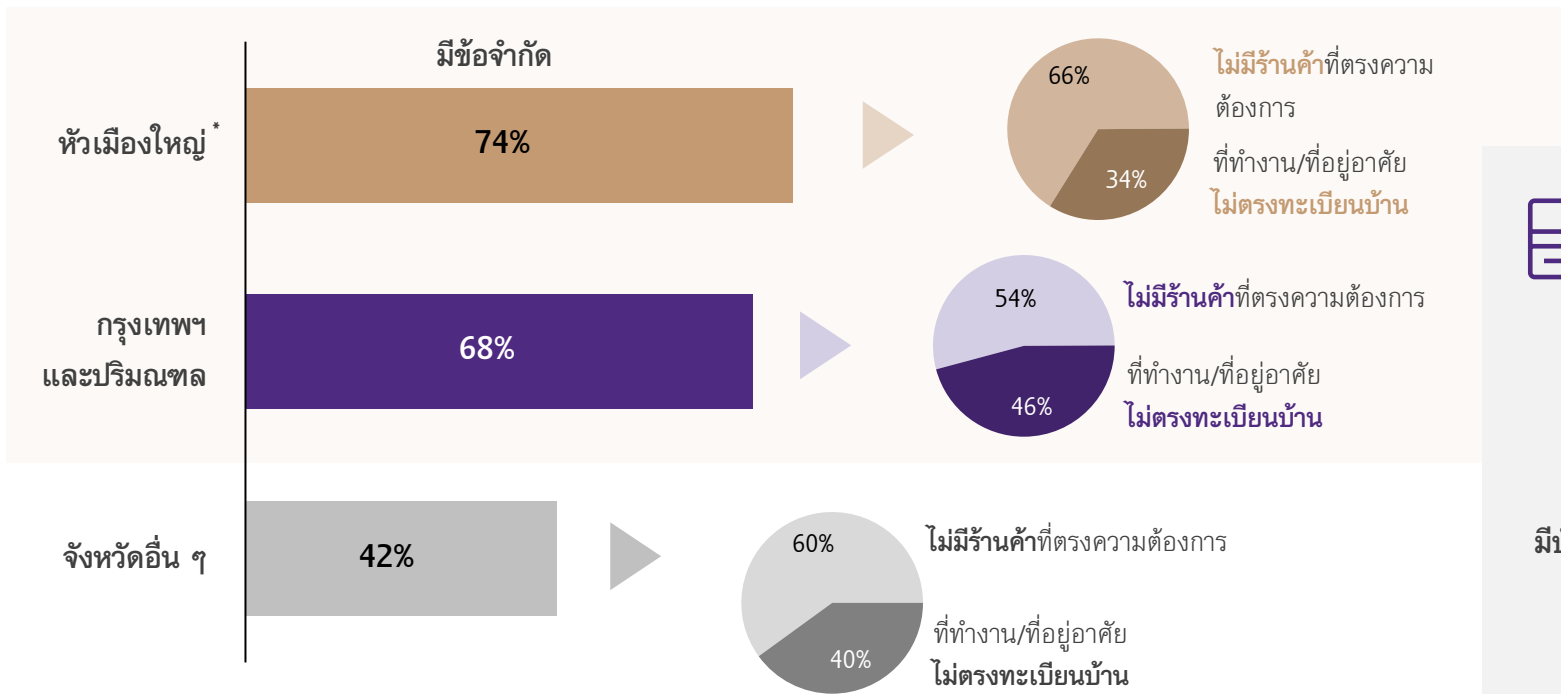 มีข้อจำกัด
หัวเมืองใหญ่*
74%
66%
34%
ไม่มีร้านค้าที่ตรงความ
ต้องการ
ที่ทำงาน/ที่อยู่อาศัย
ไม่ตรงทะเบียนบ้าน
กรุงเทพฯ
และปริมณฑล
68%
54%
46%
ไม่มีร้านค้าที่ตรงความต้องการ
ที่ทำงาน/ที่อยู่อาศัย
ไม่ตรงทะเบียนบ้าน
จังหวัดอื่น ๆ
42%
60%
40%
ไม่มีร้านค้าที่ตรงความต้องการ
ที่ทำงาน/ที่อยู่อาศัย
ไม่ตรงทะเบียนบ้าน